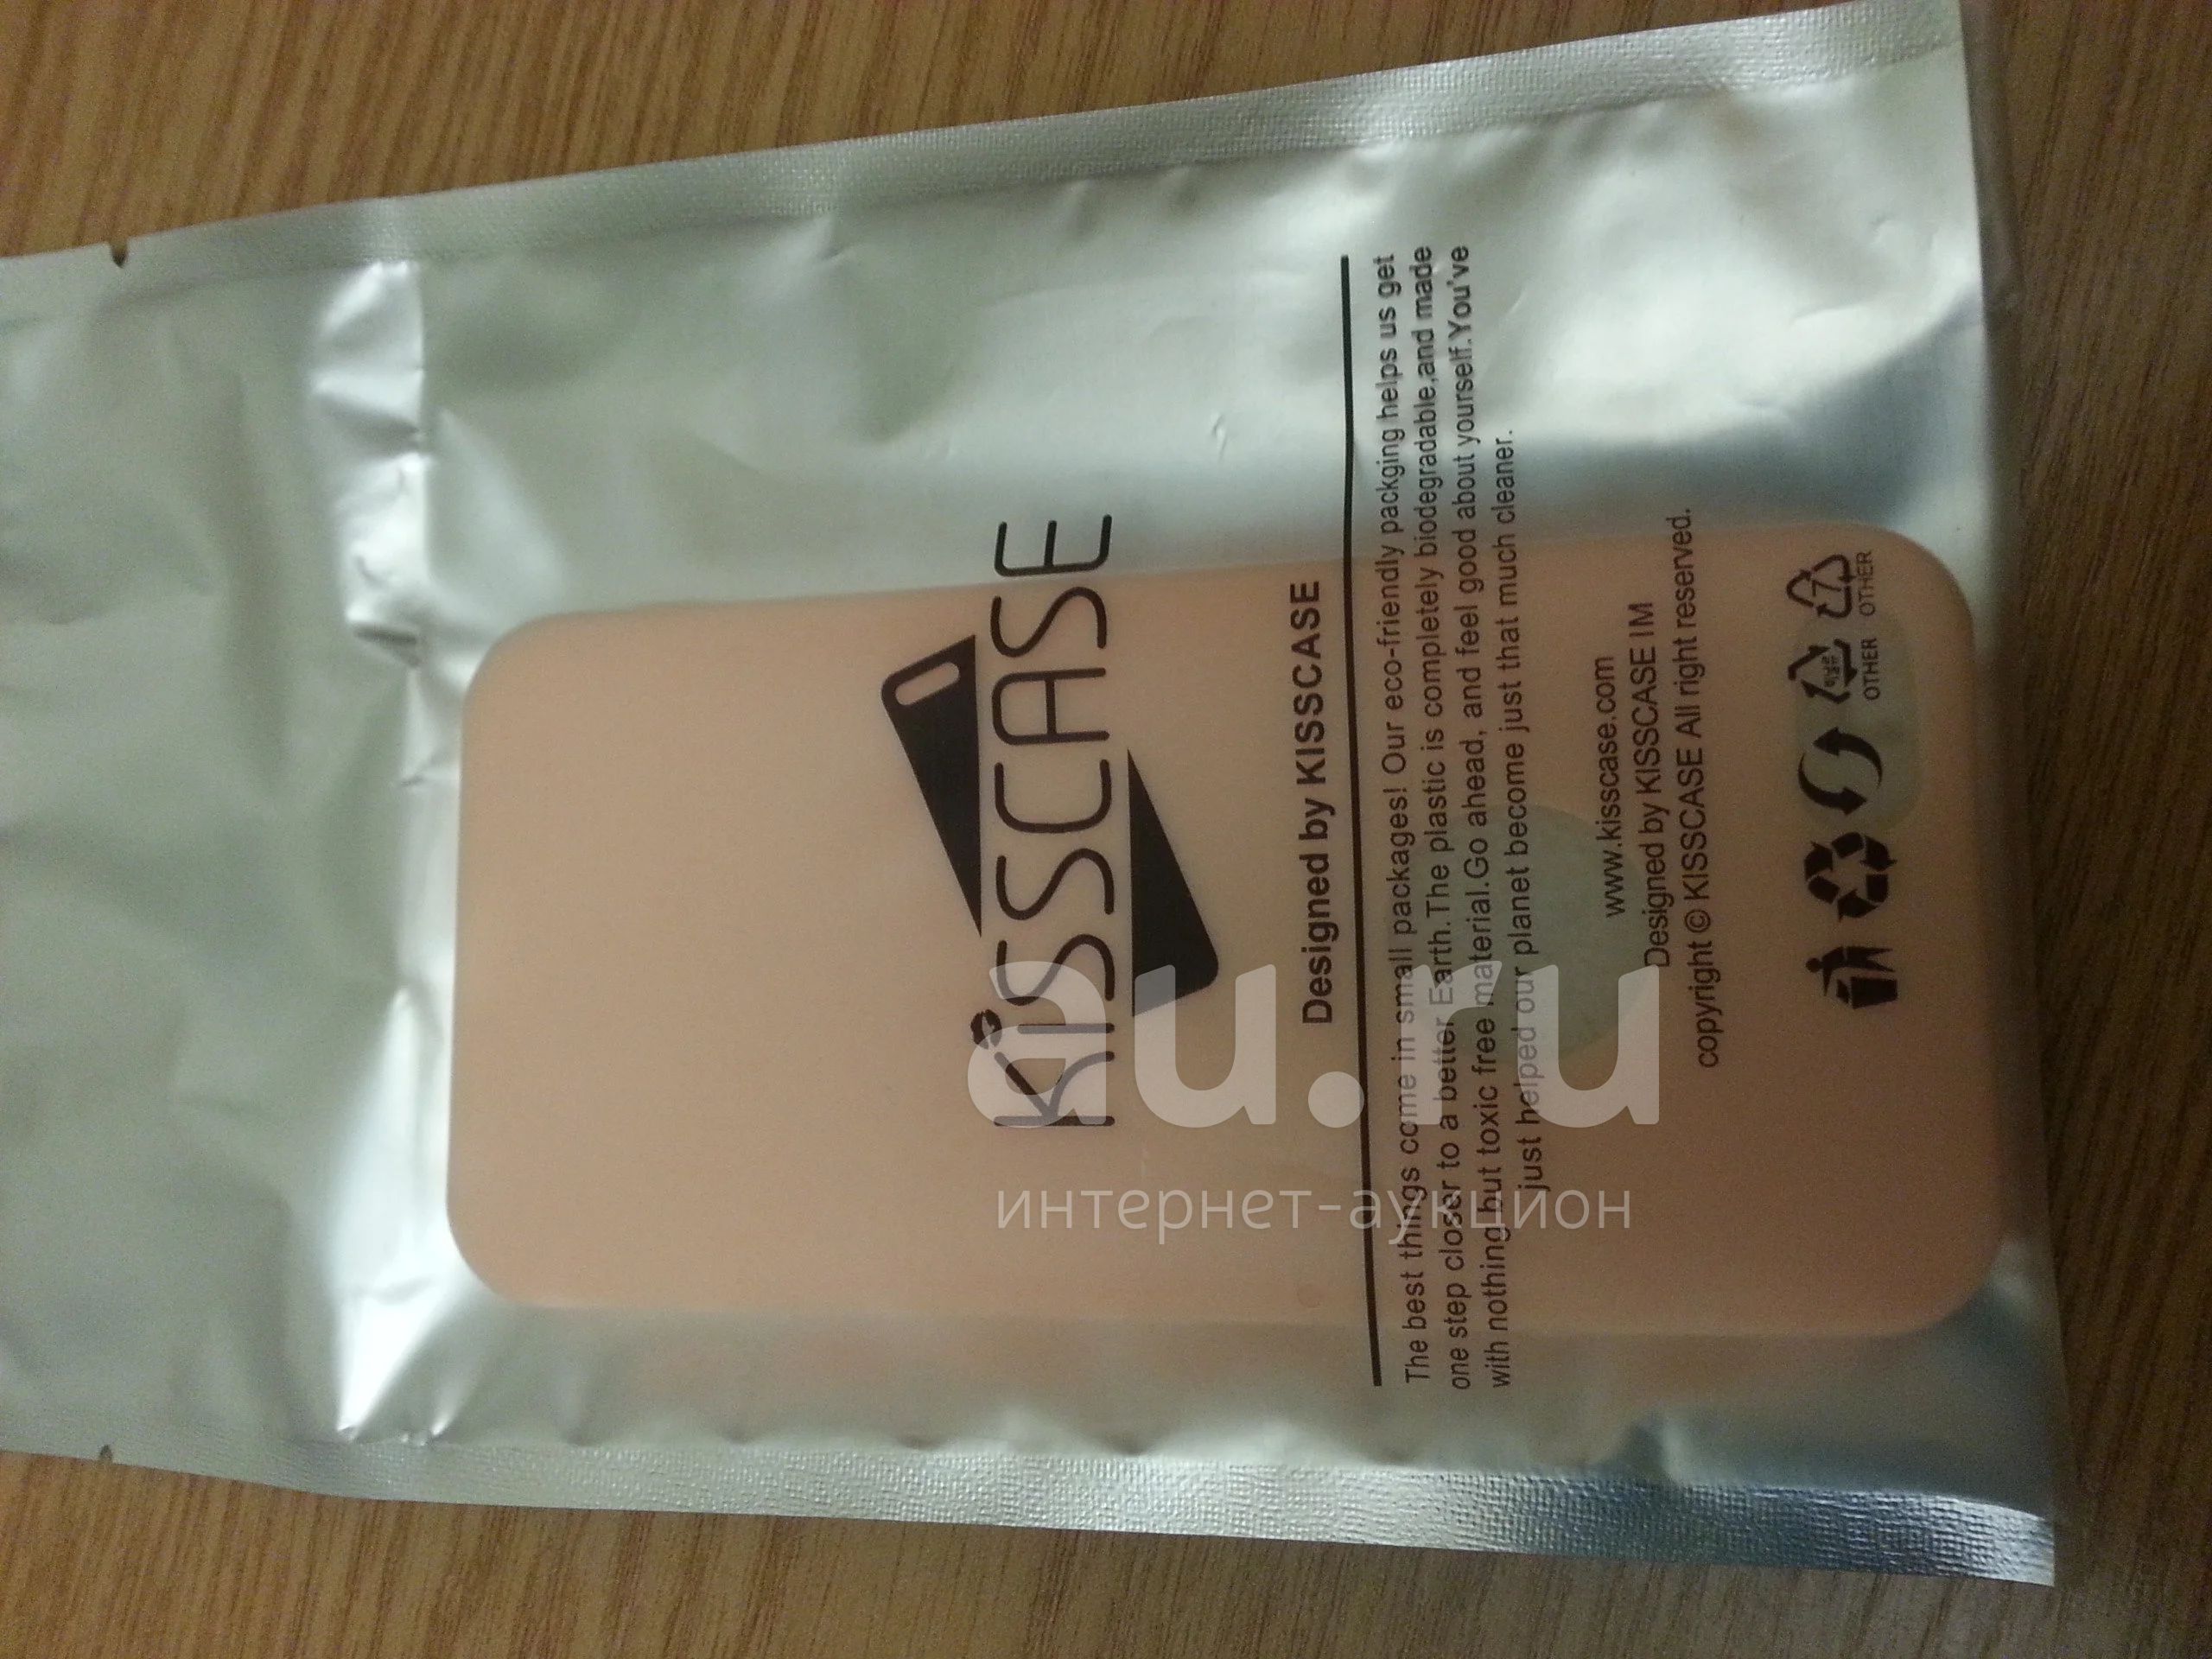 KiSSCASE
Designed by KISSCASE
The best things come in small packages! Our eco-friendly packging helps us get
one step closer to a better Earth.The plastic is completely biodegradable,and made
with nothing but toxic free material.Go ahead, and feel good about yourself.You've
just helped our planet become just that much cleaner.
www.kisscase.com
Designed by KISSCASE IM
copyright © KISSCASE All right reserved.
7
OTHER OTHER
au.ru
интернет-аукцион